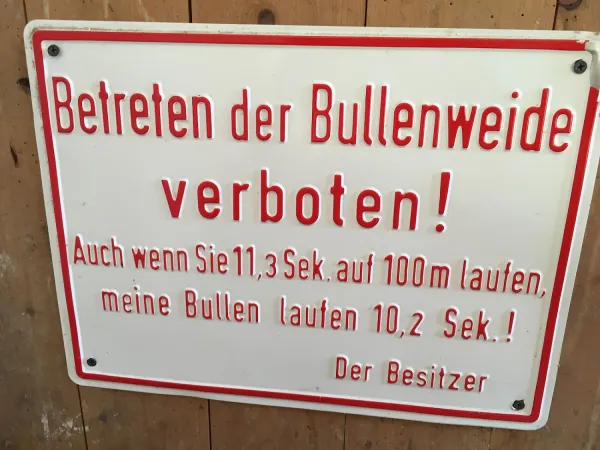 Betreten der Bullenweide
verboten!
Auch wenn Sie 11,3 Sek. auf 100m laufen,
meine Bullen laufen 10,2 Sek.!
Der Besitzer